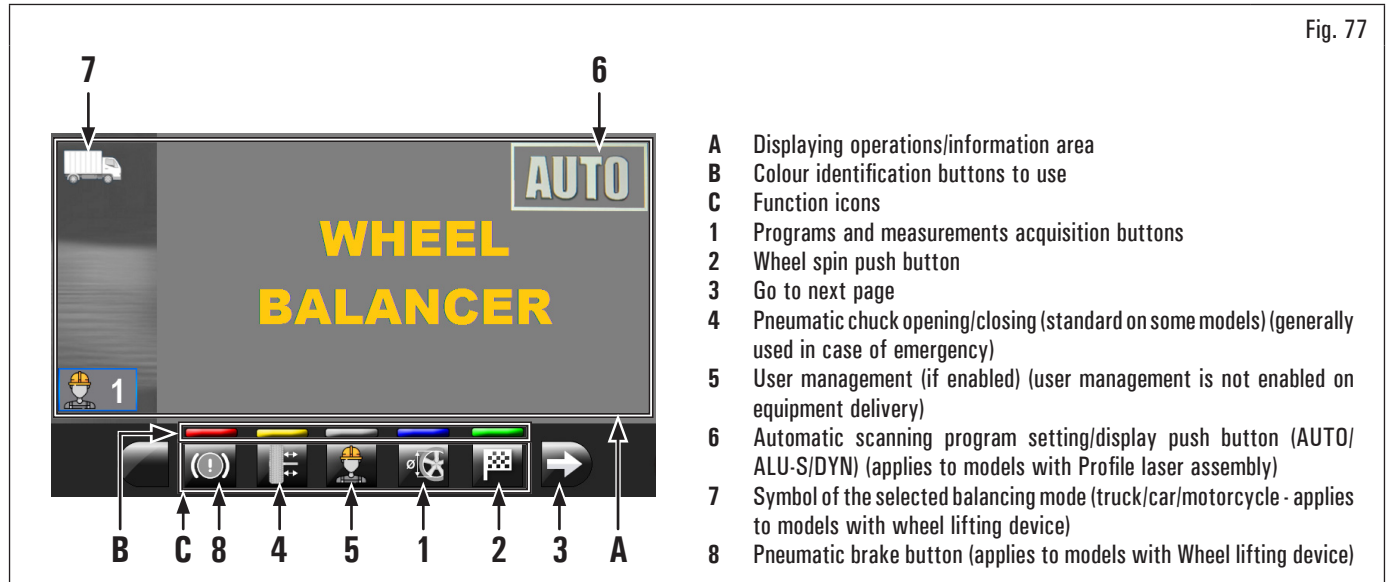 Fig. 77
7
6
AUTO
WHEEL
BALANCER
1
B
C
8
4
5
1
2
3
A
A Displaying operations/information area
B Colour identification buttons to use
C Function icons
1 Programs and measurements acquisition buttons
2 Wheel spin push button
3 Go to next page
4 Pneumatic chuck opening/closing (standard on some models) (generally
used in case of emergency)
5 User management (if enabled) (user management is not enabled on
equipment delivery)
6 Automatic scanning program setting/display push button (AUTO/
ALU-S/DYN) (applies to models with Profile laser assembly)
7 Symbol of the selected balancing mode (truck/car/motorcycle - applies
to models with wheel lifting device)
8 Pneumatic brake button (applies to models with Wheel lifting device)